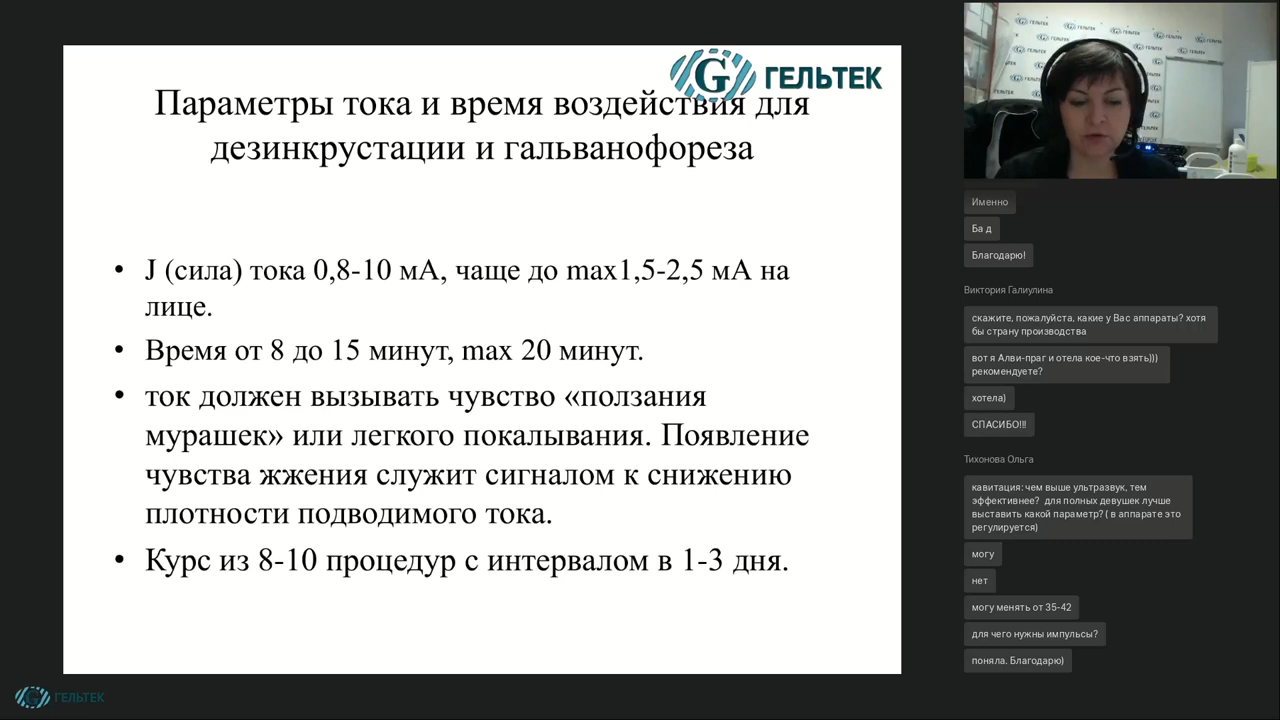 ГЕЛЬТЕК
Параметры тока и время воздействия для
дезинкрустации и гальванофореза
• J (сила) тока 0,8-10 мА, чаще до max1,5-2,5 мА на
лице.
• Время от 8 до 15 минут, max 20 минут.
• ток должен вызывать чувство «ползания
мурашек» или легкого покалывания. Появление
чувства жжения служит сигналом к снижению
плотности подводимого тока.
• Курс из 8-10 процедур с интервалом в 1-3 дня.
ГЕЛЬТЕК
Именно
Ба д
Благодарю!
Виктория Галиулина
скажите, пожалуйста, какие у Вас аппараты? хотя
бы страну производства
вот я Алви-праг и отела кое-что взять)))
рекомендуете?
хотела)
СПАСИБО!!!
Тихонова Ольга
кавитация: чем выше ультразвук, тем
эффективнее? для полных девушек лучше
выставить какой параметр? ( в аппарате это
регулируется)
могу
нет
могу менять от 35-42
для чего нужны импульсы?
поняла. Благодарю)